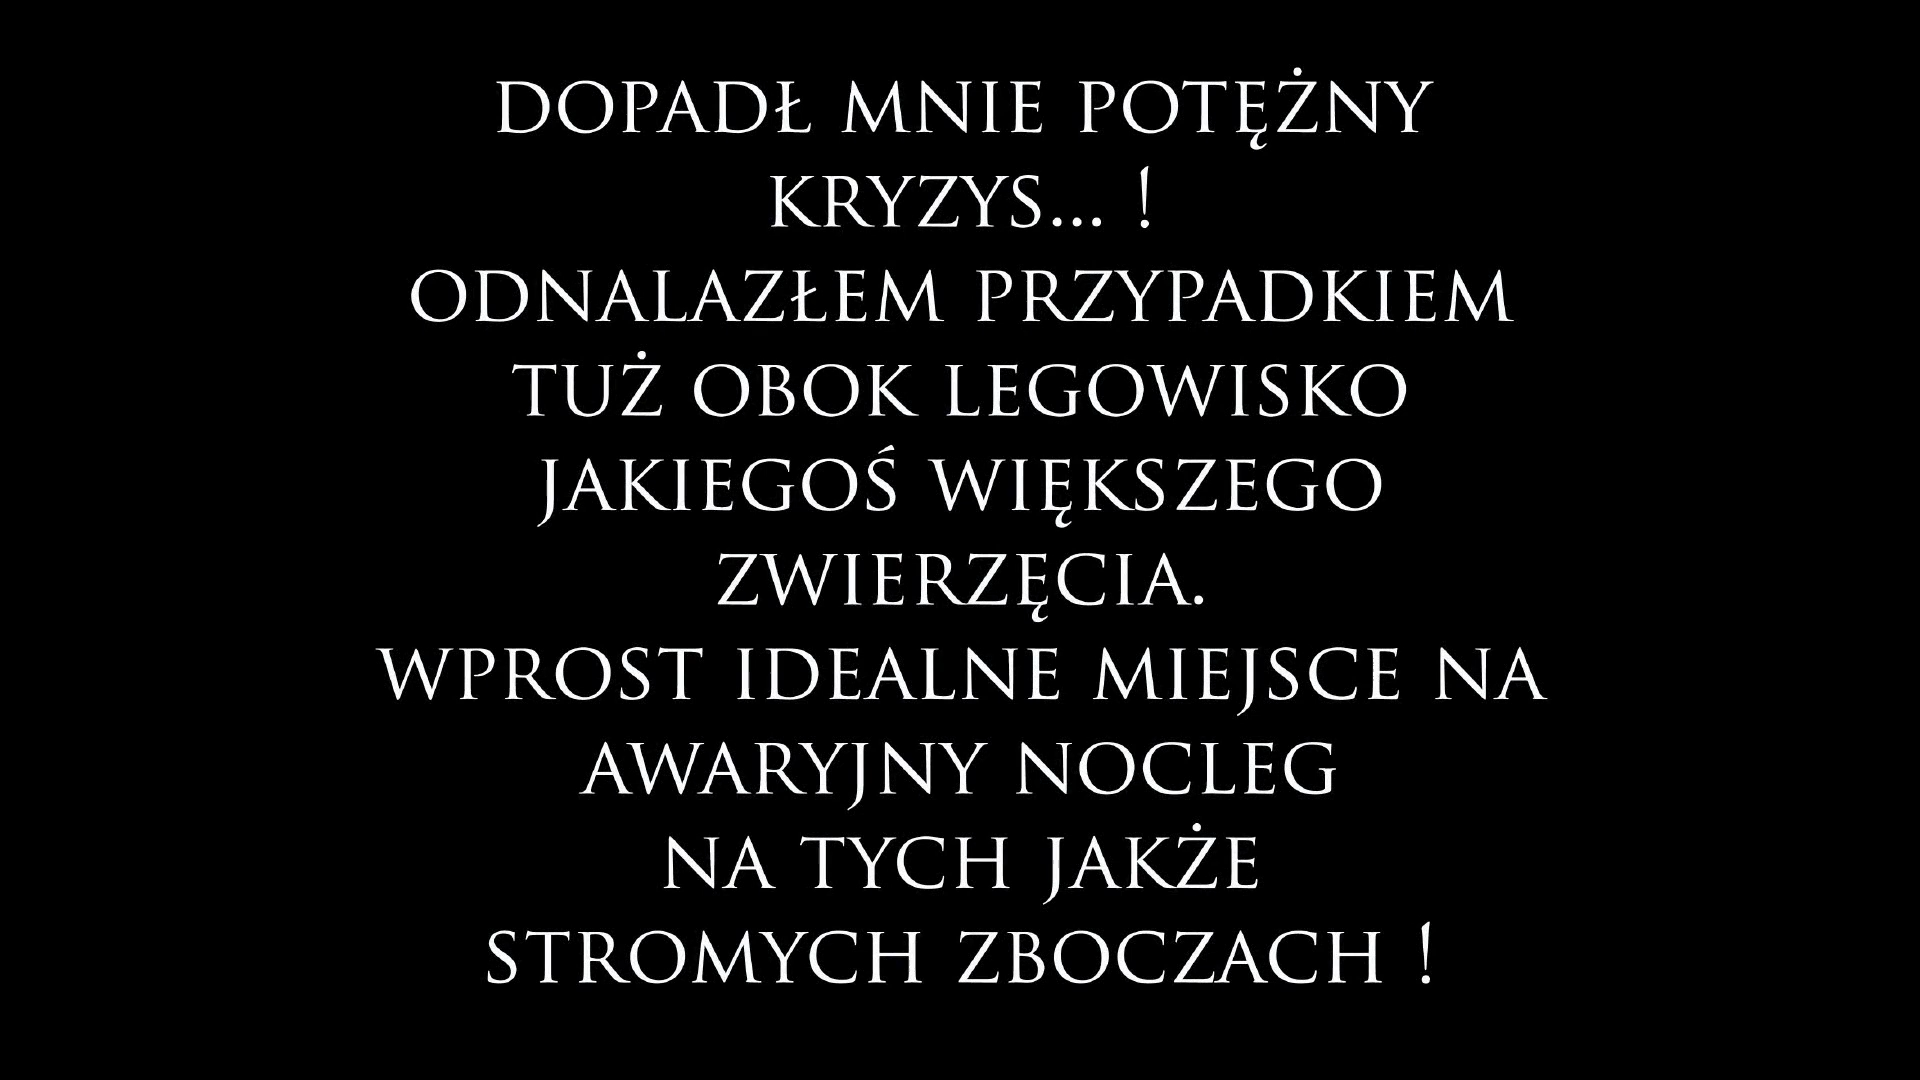 DOPADŁ MNIE POTĘŻNY
KRYZYS... !
ODNALAZŁEM PRZYPADKIEM
TUŻ OBOK LEGOWISKO
JAKIEGOŚ WIĘKSZEGO
ZWIERZĘCIA.
WPROST IDEALNE MIEJSCE NA
AWARYJNY NOCLEG
NA TYCH JAKŻE
STROMYCH ZBOCZACH !